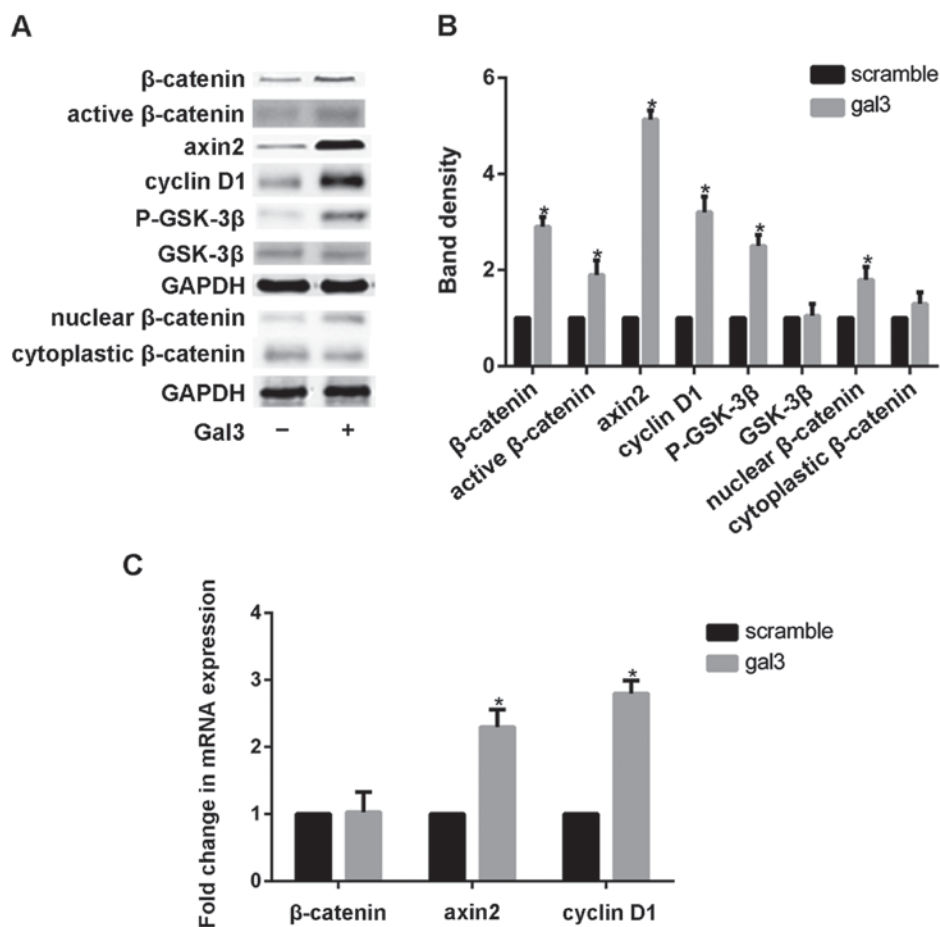 A
β-catenin
active β-catenin
axin2
cyclin D1
P-GSK-3β
GSK-3β
GAPDH
nuclear β-catenin
cytoplastic β-catenin
GAPDH
Gal3 − +
B
scramble
gal3
Band density
6
4
2
0
* * * * * *
β-catenin
active β-catenin
axin2
cyclin D1
P-GSK-3β
GSK-3β
nuclear β-catenin
cytoplastic β-catenin
C
scramble
gal3
Fold change in mRNA expression
4
3
2
1
0
* *
β-catenin axin2 cyclin D1